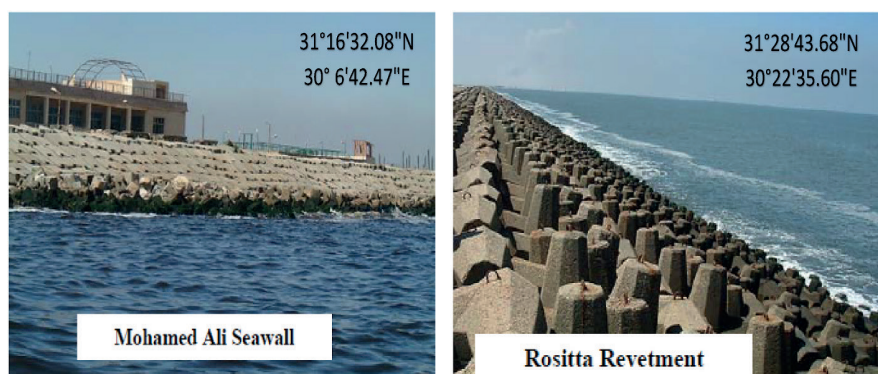 31°16'32.08"N
30° 6'42.47"E
Mohamed Ali Seawall
31°28'43.68"N
30°22'35.60"E
Rositta Revetment